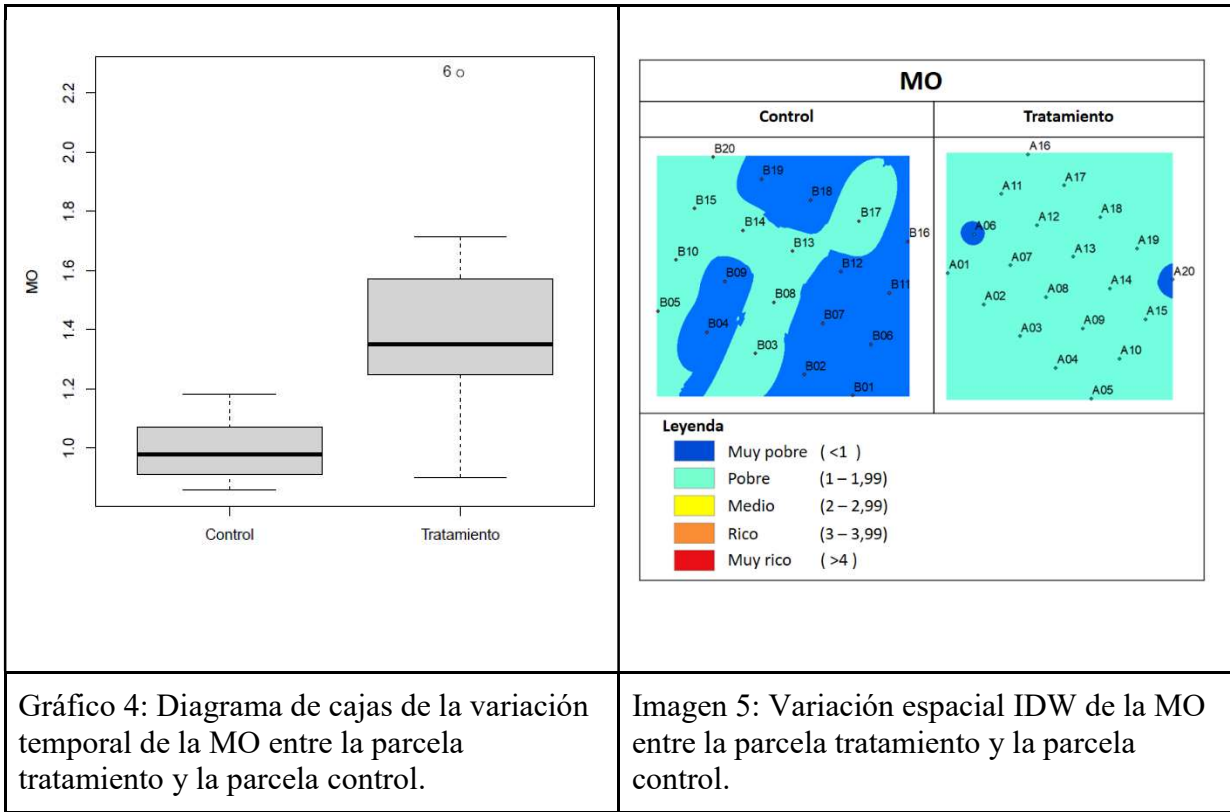 2.2
2.0
1.8
1.6
1.4
1.2
1.0
MO
6
Control
Tratamiento
MO
Control
Tratamiento
B20
B19
B18
B15
B17
B14
B16
B13
B10
B12
B09
B11
B08
B05
B07
B04
B06
B03
B02
B01
A16
A17
A11
A18
A12
A06
A19
A13
A07
A01
A20
A14
A08
A02
A15
A09
A03
A10
A04
A05
Leyenda
Muy pobre ( <1 )
Pobre (1 – 1,99)
Medio (2 – 2,99)
Rico (3 – 3,99)
Muy rico ( >4 )
Gráfico 4: Diagrama de cajas de la variación
temporal de la MO entre la parcela
tratamiento y la parcela control.
Imagen 5: Variación espacial IDW de la MO
entre la parcela tratamiento y la parcela
control.